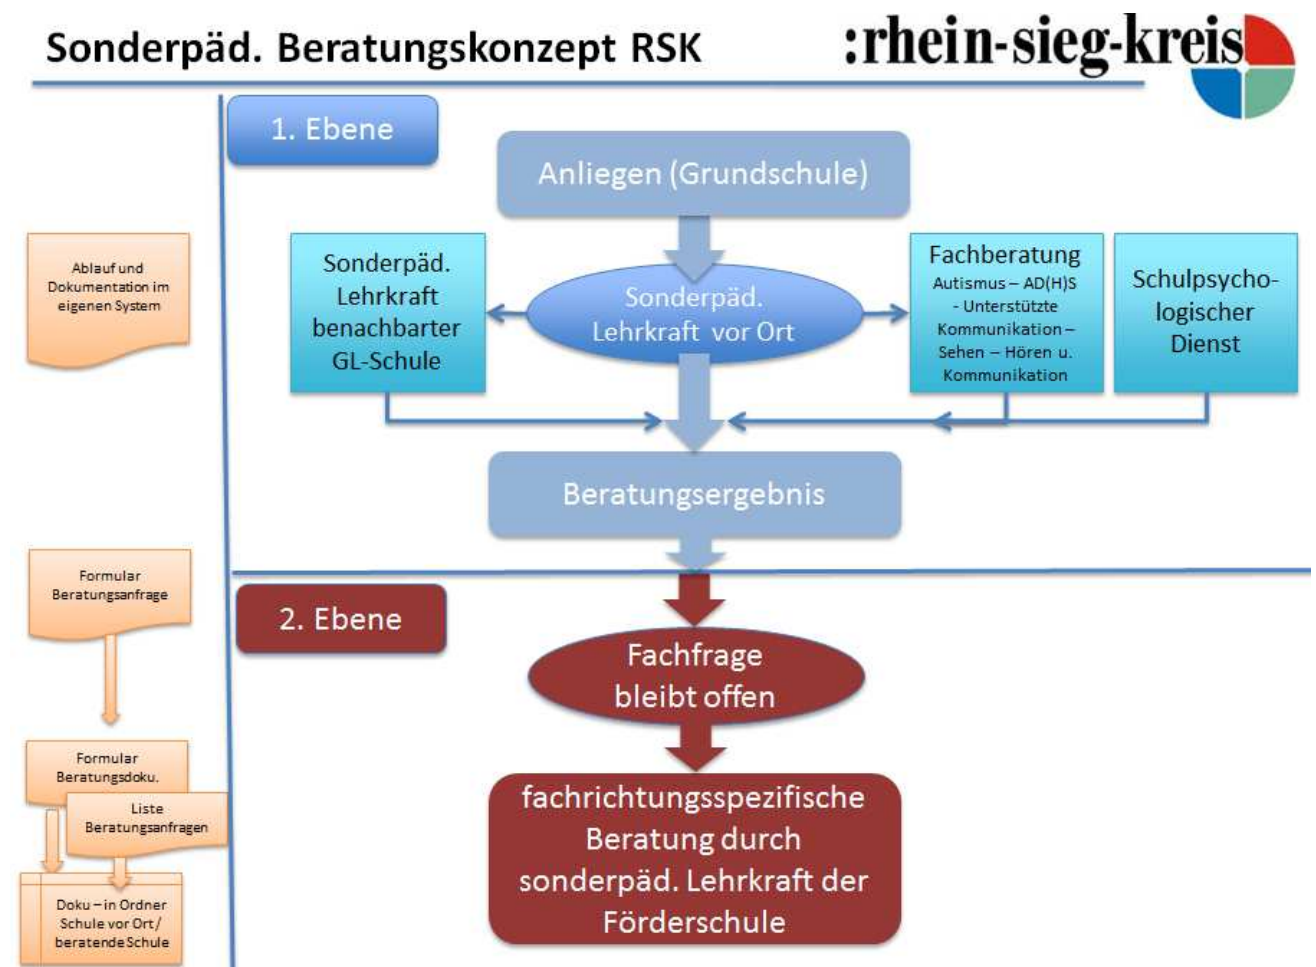 Sonderpäd. Beratungskonzept RSK
:rhein-sieg-kreis
1. Ebene
Anliegen (Grundschule)
Ablauf und
Dokumentation im
eigenen System
Sonderpäd.
Lehrkraft
benachbarter
GL-Schule
Sonderpäd.
Lehrkraft vor Ort
Fachberatung
Autismus – AD(H)S
- Unterstützte
Kommunikation –
Sehen – Hören u.
Kommunikation
Schulpsycho-
logischer
Dienst
Beratungsergebnis
Formular
Beratungsanfrage
2. Ebene
Fachfrage
bleibt offen
Formular
Beratungsdoku.
Liste
Beratungsanfragen
Doku – in Ordner
Schule vor Ort/
beratende Schule
fachrichtungsspezifische
Beratung durch
sonderpäd. Lehrkraft der
Förderschule